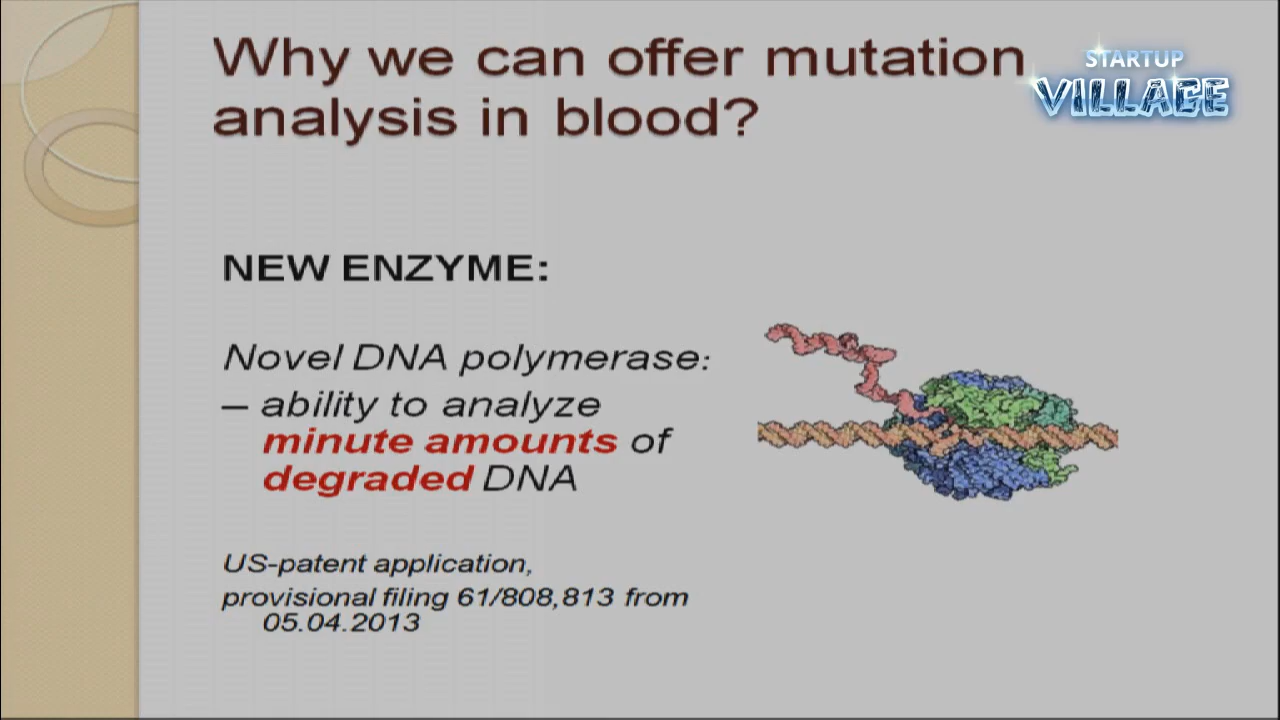 Why we can offer mutation
analysis in blood?
STARTUP
VILLAGE
NEW ENZYME:
Novel DNA polymerase:
– ability to analyze
minute amounts of
degraded DNA
US-patent application,
provisional filing 61/808,813 from
05.04.2013